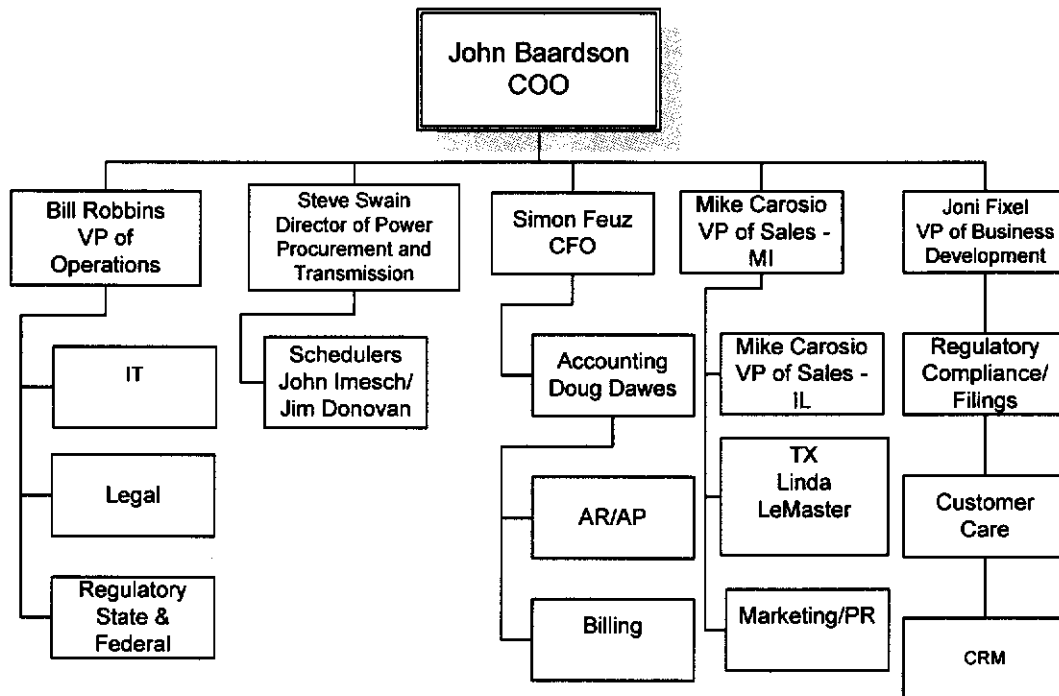 John Baardson
COO
Bill Robbins
VP of
Operations
Steve Swain
Director of Power
Procurement and
Transmission
Simon Feuz
CFO
Mike Carosio
VP of Sales -
MI
Joni Fixel
VP of Business
Development
IT
Legal
Regulatory
State &
Federal
Schedulers
John Imesch/
Jim Donovan
Accounting
Doug Dawes
AR/AP
Billing
Mike Carosio
VP of Sales -
IL
TX
Linda
LeMaster
Marketing/PR
Regulatory
Compliance/
Filings
Customer
Care
CRM